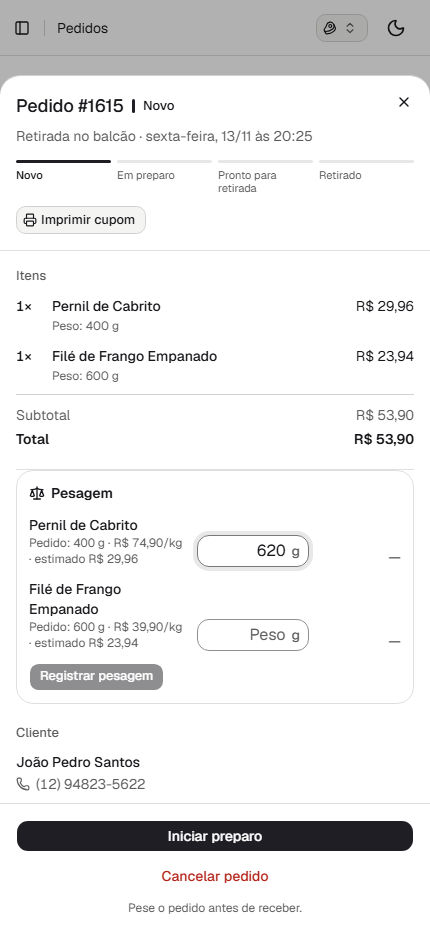 Pedidos
Pedido #1615 Novo
Retirada no balcão · sexta-feira, 13/11 às 20:25
Novo
Em preparo
Pronto para
retirada
Retirado
Imprimir cupom
Itens
1× Pernil de Cabrito R$ 29,96
Peso: 400 g
1× Filé de Frango Empanado R$ 23,94
Peso: 600 g
Subtotal R$ 53,90
Total R$ 53,90
Pesagem
Pernil de Cabrito
Pedido: 400 g · R$ 74,90/kg
· estimado R$ 29,96
620 g
—
Filé de Frango
Empanado
Pedido: 600 g · R$ 39,90/kg
· estimado R$ 23,94
Peso g
—
Registrar pesagem
Cliente
João Pedro Santos
(12) 94823-5622
Iniciar preparo
Cancelar pedido
Pese o pedido antes de receber.